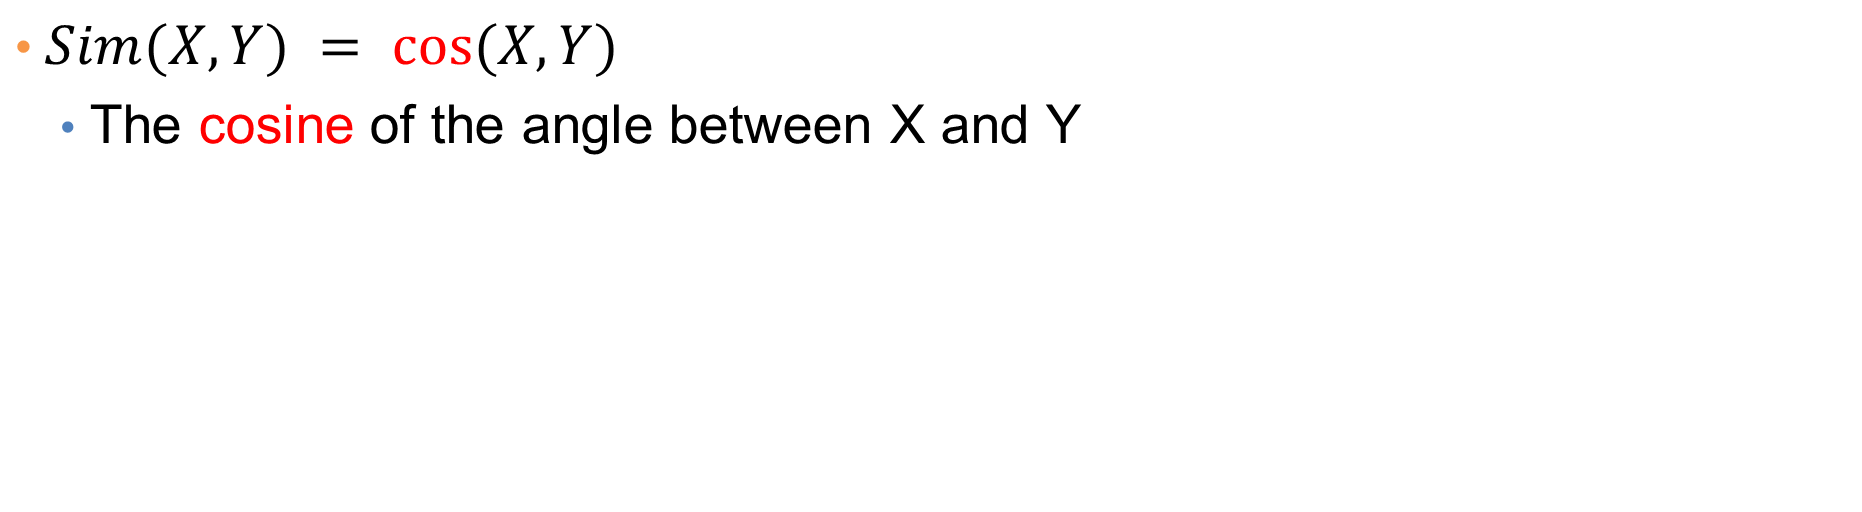 • Sim(X, Y) = cos(X, Y)
• The cosine of the angle between X and Y